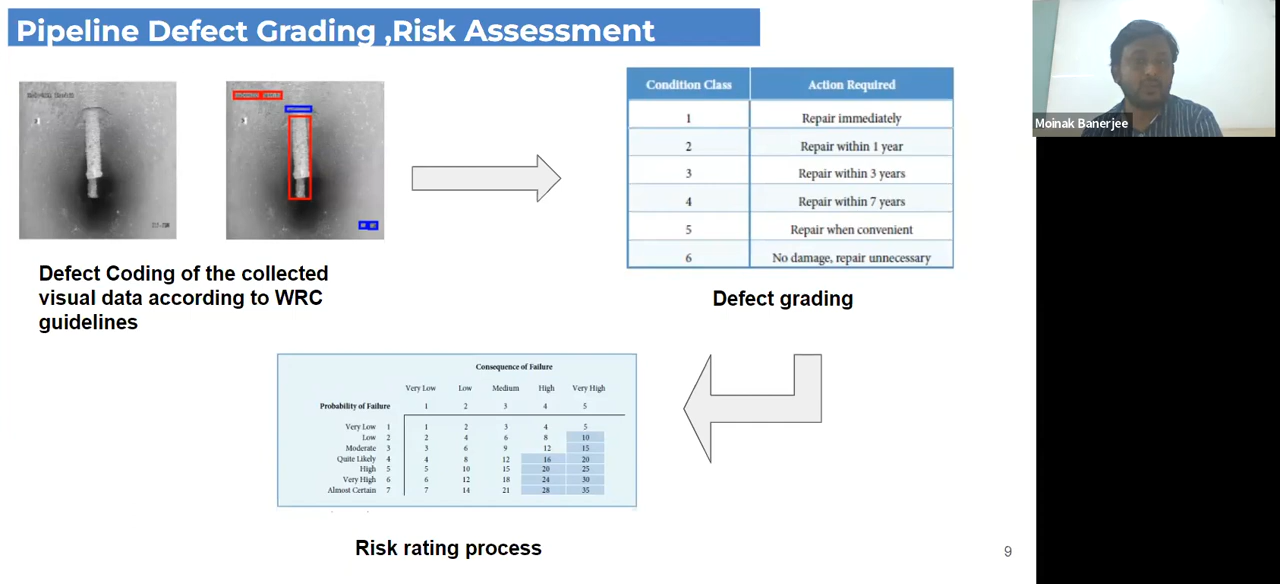 Pipeline Defect Grading ,Risk Assessment
Moinak Banerjee
Condition Class Action Required
1 Repair immediately
2 Repair within 1 year
3 Repair within 3 years
4 Repair within 7 years
5 Repair when convenient
6 No damage, repair unnecessary
Defect Coding of the collected
visual data according to WRC
guidelines
Defect grading
Consequence of Failure
Very Low Low Medium High Very High
Probability of Failure 1 2 3 4 5
Very Low 1 1 2 3 4 5
Low 2 2 4 6 8 10
Moderate 3 3 6 9 12 15
Quite Likely 4 4 8 12 16 20
High 5 5 10 15 20 25
Very High 6 6 12 18 24 30
Almost Certain 7 7 14 21 28 35
Risk rating process
9